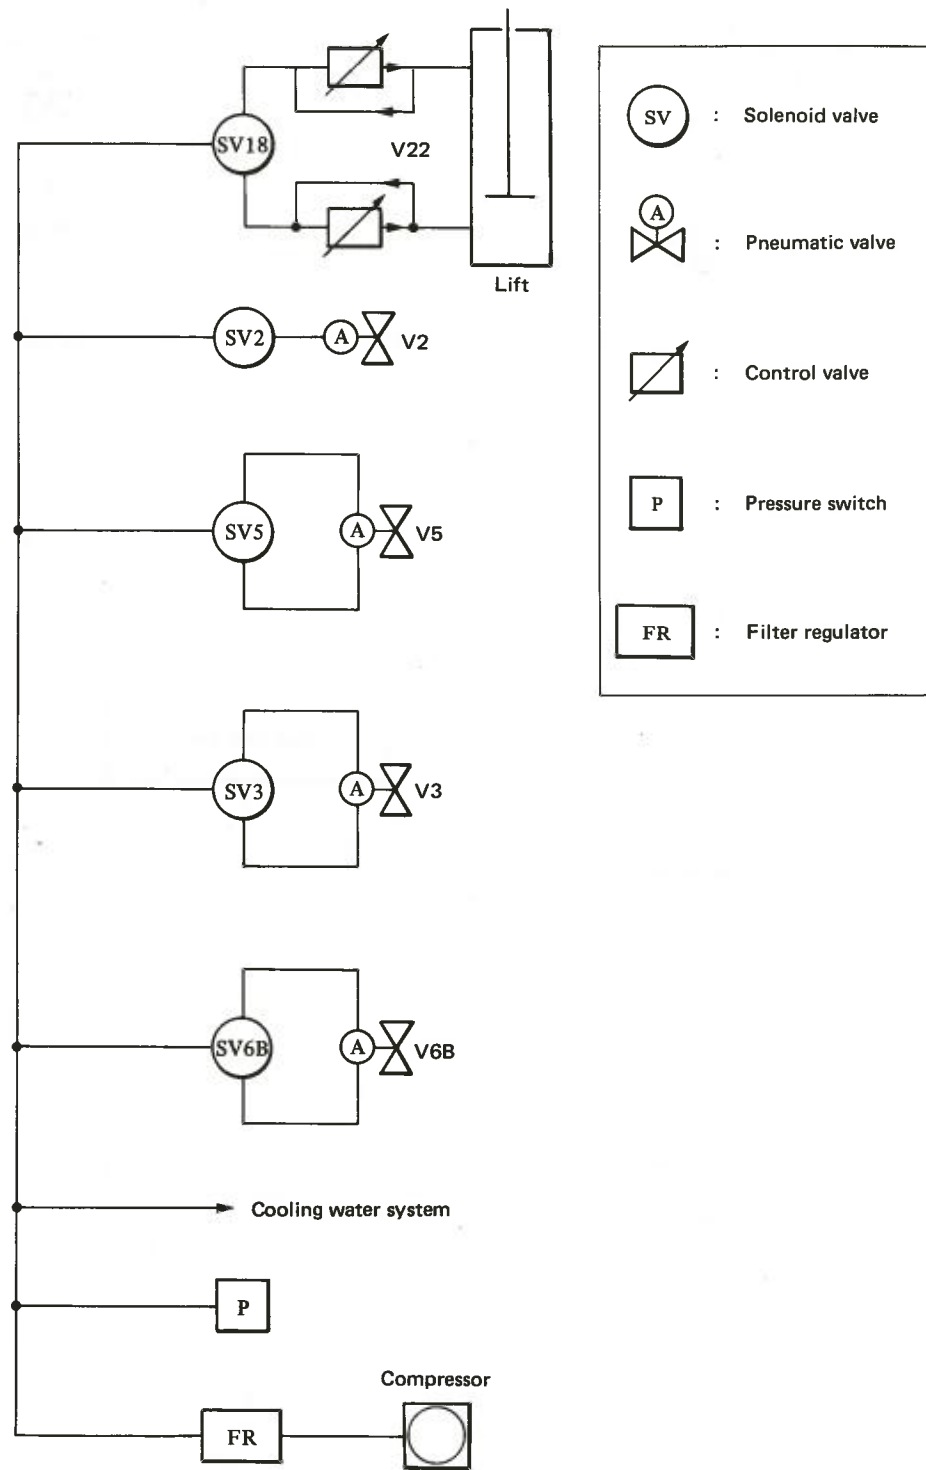 SV18
V22
Lift
SV2
A
V2
SV5
A
V5
SV3
A
V3
SV6B
A
V6B
Cooling water system
P
Compressor
FR
SV : Solenoid valve
A : Pneumatic valve
: Control valve
P : Pressure switch
FR : Filter regulator